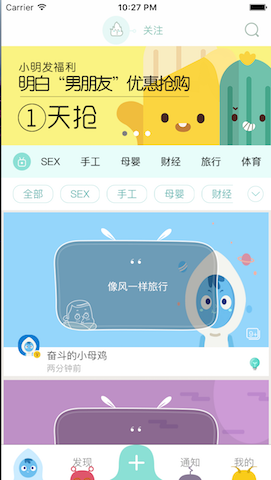 Carrier
10:27 PM
关注
小明发福利
明白“男朋友”优惠抢购
①天抢
SEX 手工 母婴 财经 旅行 体育
全部 SEX 手工 母婴 财经
像风一样旅行
奋斗的小母鸡
两分钟前
发现 通知 我的